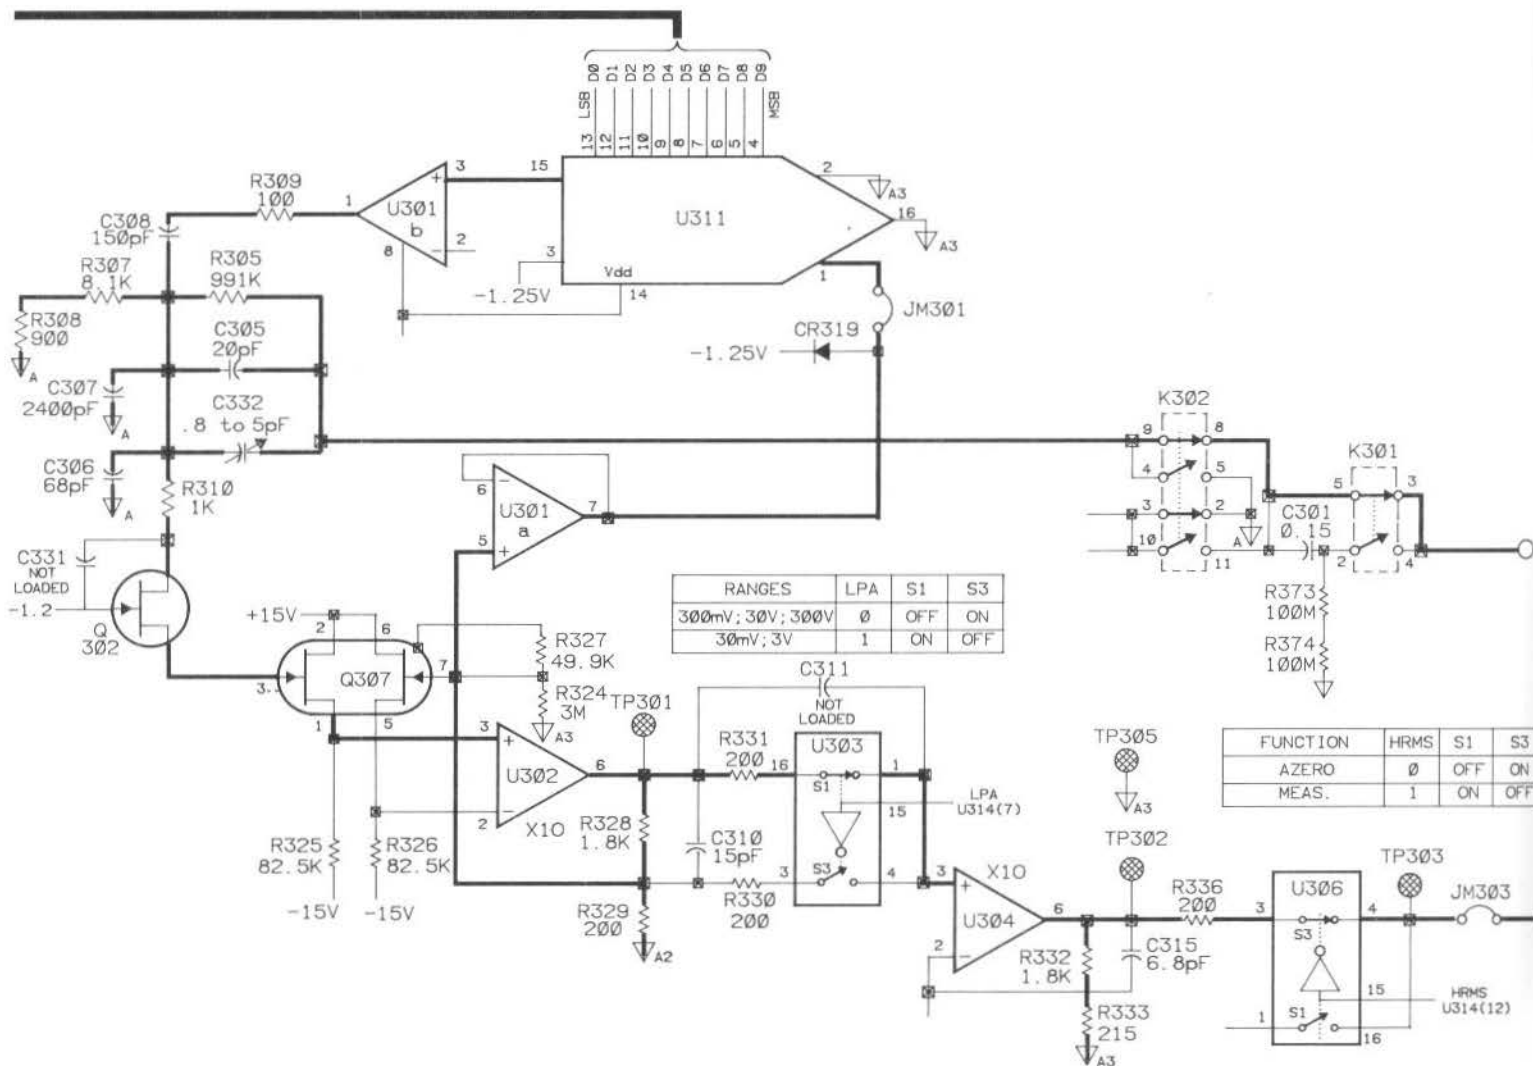 LSB D0 D1 D2 D3 D4 D5 D6 D7 D8 D9 MSB
13 12 11 10 9 8 7 6 5 4
R309
100
1
U301
b
+
3
-
2
8
15
U311
3
-1.25V
Vdd
14
2
A3
16
A3
1
JM301
CR319
-1.25V
C308
150pF
R307
8.1K
R305
991K
R308
900
A
C305
20pF
C307
2400pF
A
C332
.8 to 5pF
C306
68pF
A
R310
1K
C331
NOT
LOADED
-1.2
Q
302
+15V
2
6
3
Q307
7
1
5
6
-
U301
a
7
5
+
R327
49.9K
R324
3M
A3
TP301
RANGES LPA S1 S3
300mV;30V;300V 0 OFF ON
30mV;3V 1 ON OFF
K302
9 8
4 5
3 2
10 11
A
K301
5 3
C301
0.15
2 4
R373
100M
R374
100M
C311
NOT
LOADED
3
+
U302
6
-
2
X10
R325
82.5K
-15V
R326
82.5K
-15V
R331
200
R328
1.8K
C310
15pF
R329
200
A2
R330
200
U303
16 1
S1
15
LPA
U314(7)
3 4
S3
TP305
A3
FUNCTION HRMS S1 S3
AZERO 0 OFF ON
MEAS. 1 ON OFF
X10
3
+
U304
6
2
-
TP302
R332
1.8K
C315
6.8pF
R333
215
A3
R336
200
U306
3 4
S3
15
HRMS
U314(12)
1
S1
16
TP303
JM303